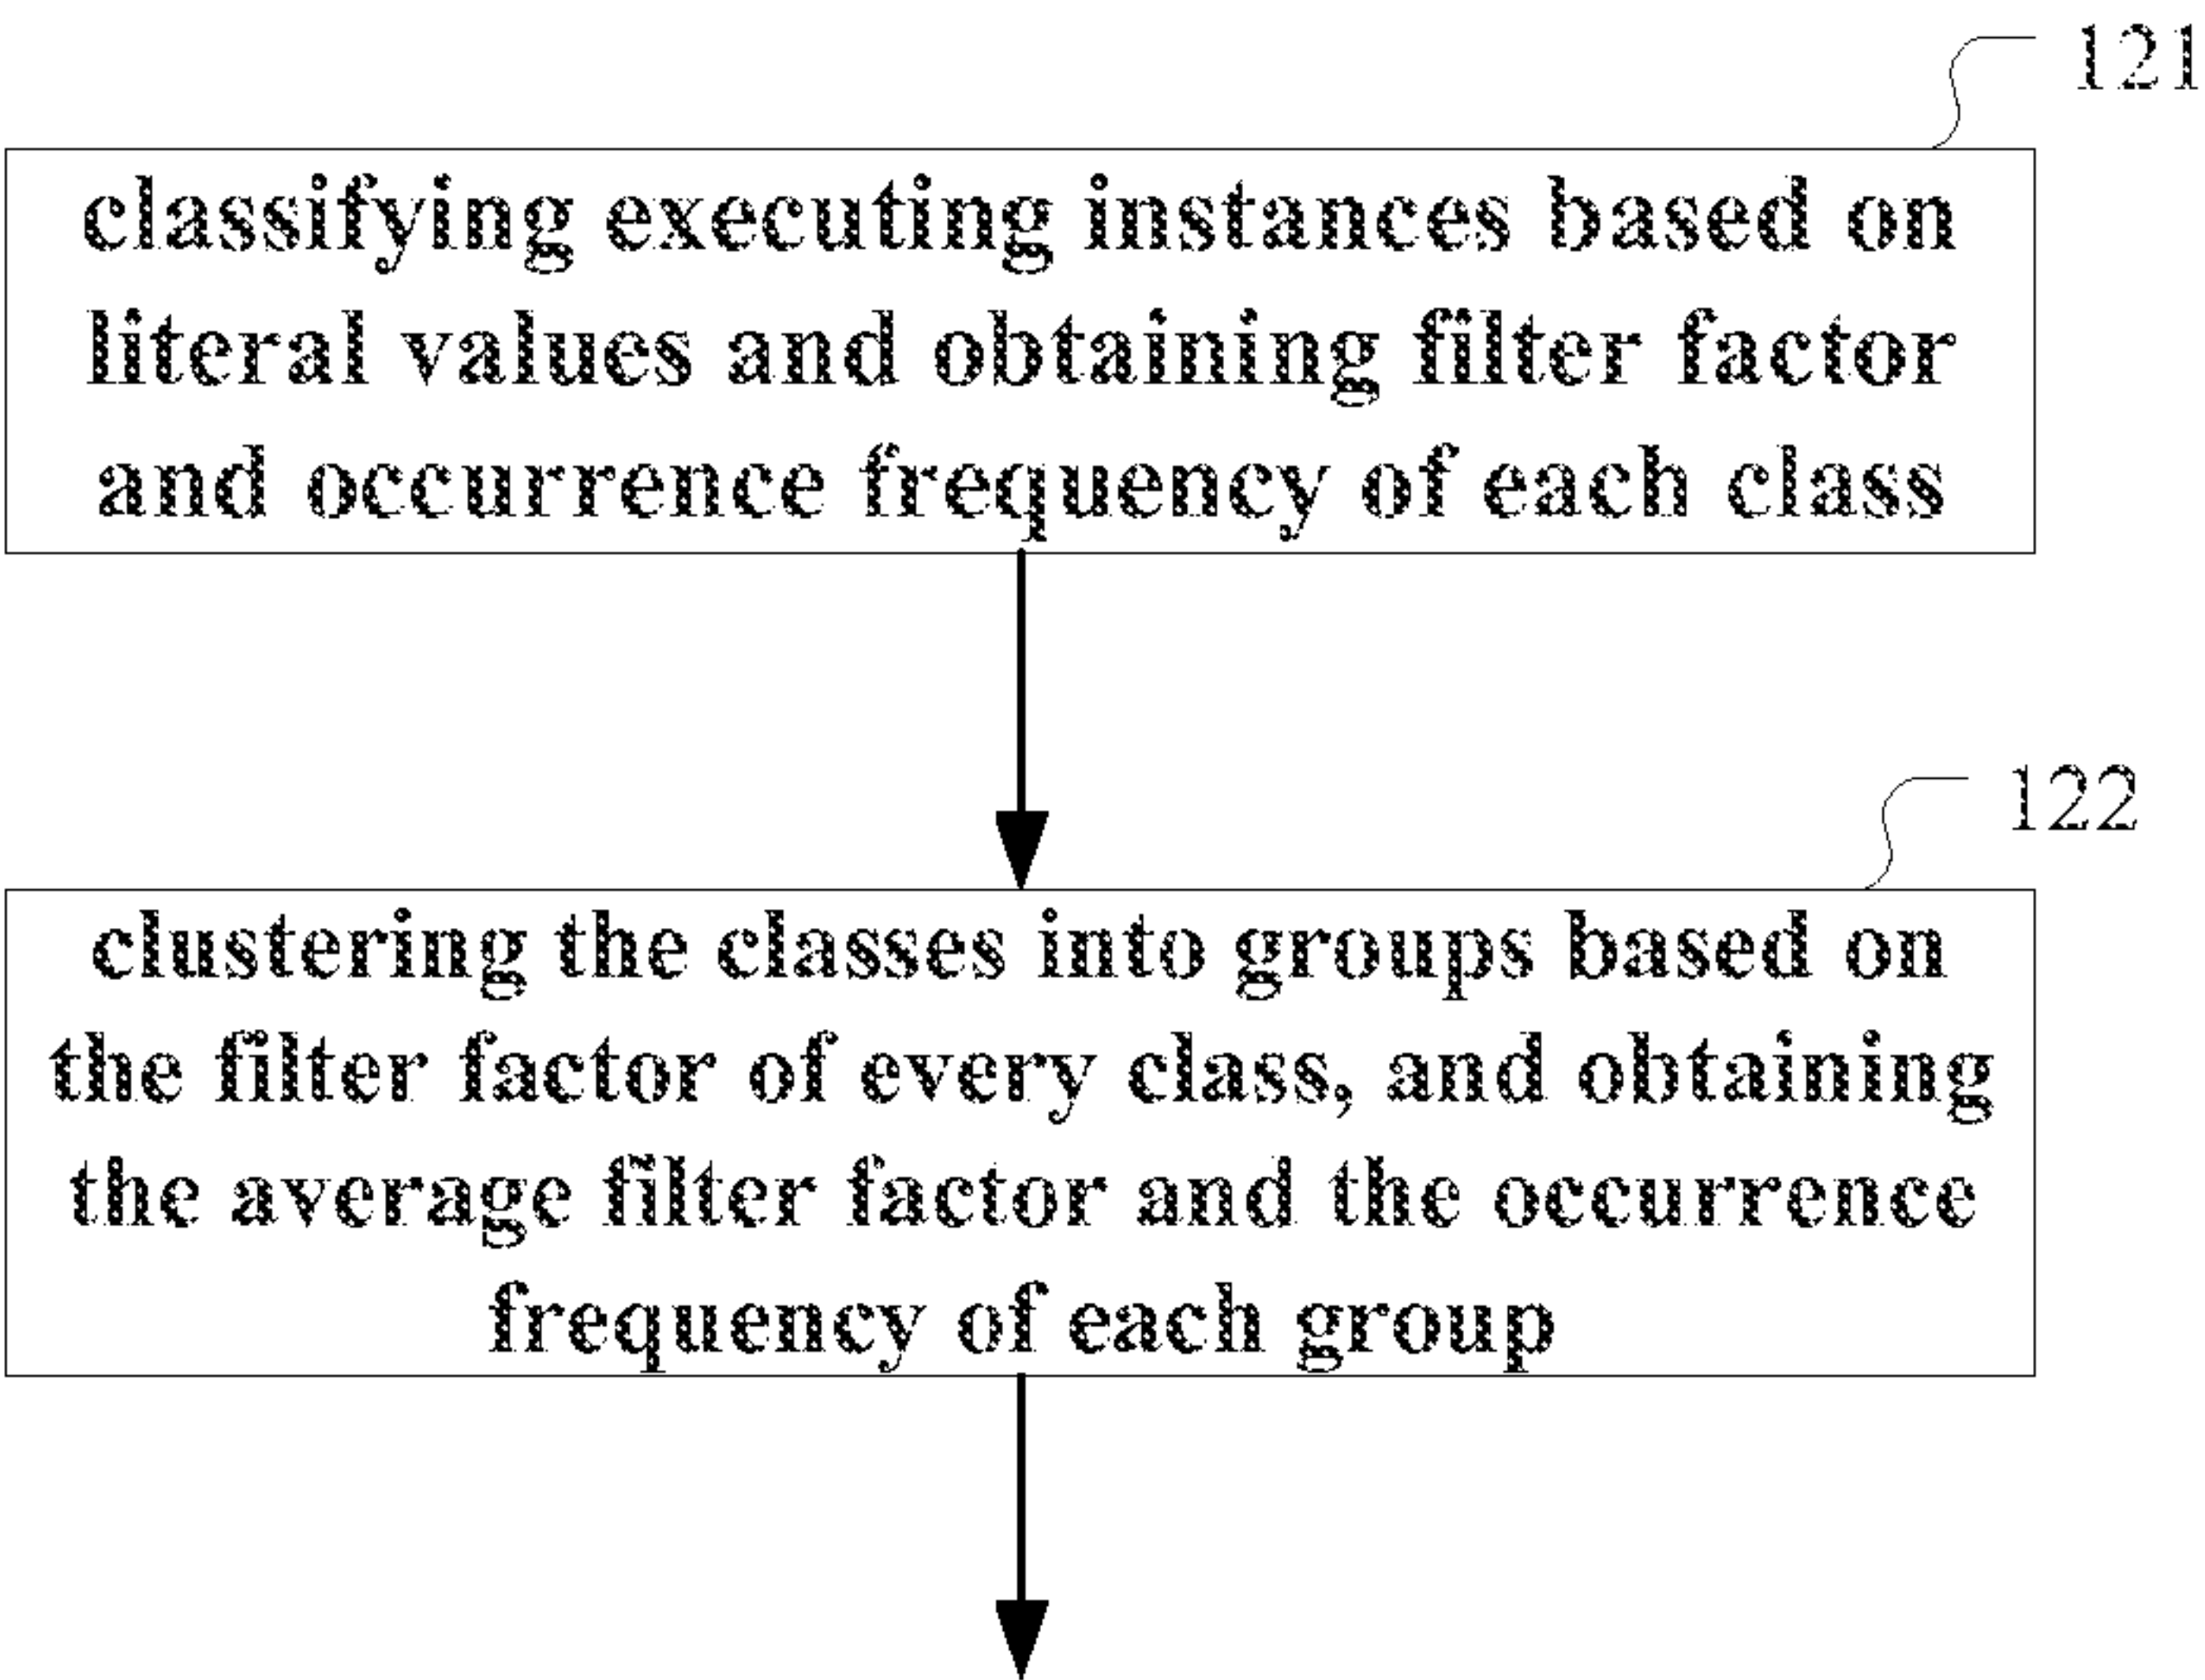 121
classifying executing instances based on
literal values and obtaining filter factor
and occurrence frequency of each class
122
clustering the classes into groups based on
the filter factor of every class, and obtaining
the average filter factor and the occurrence
frequency of each group